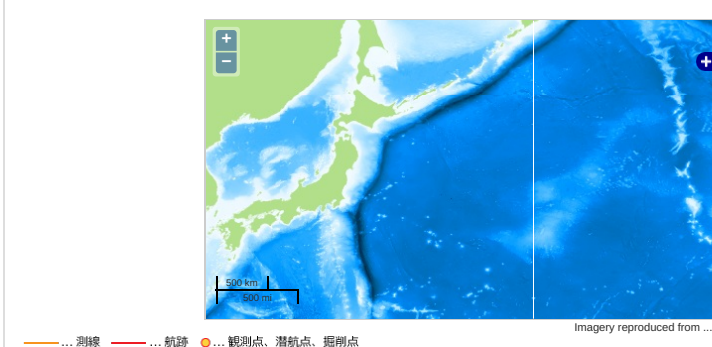 +
−
500 km
500 mi
Imagery reproduced from ...
... 測線 ... 航跡 ... 観測点、潜航点、掘削点